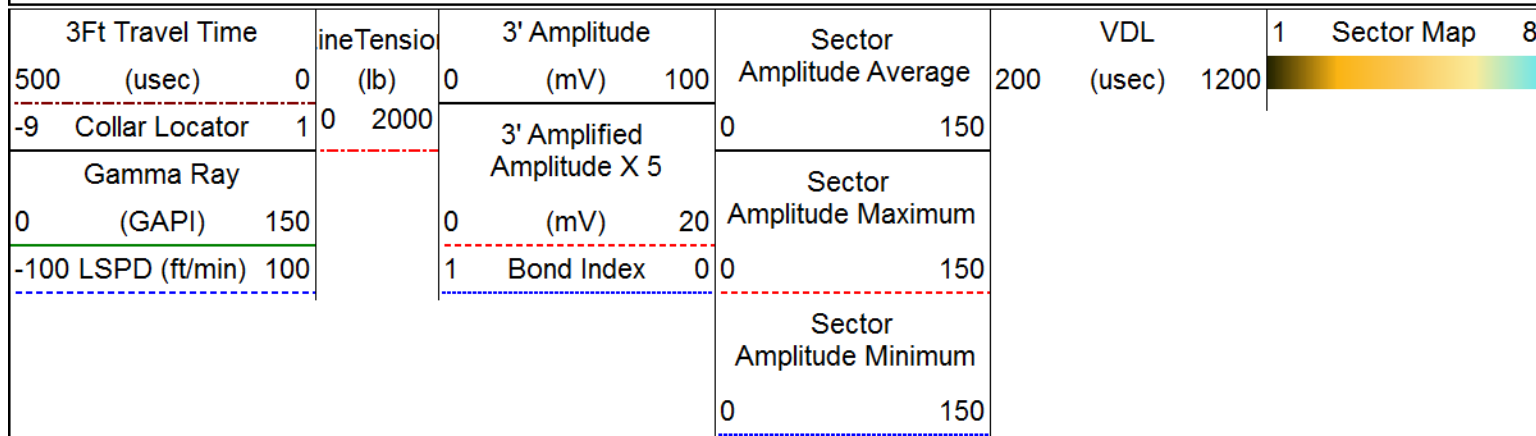 3Ft Travel Time
500 (usec) 0
-9 Collar Locator 1
Gamma Ray
0 (GAPI) 150
-100 LSPD (ft/min) 100
ineTension
(lb)
0 2000
3' Amplitude
0 (mV) 100
3' Amplified
Amplitude X 5
0 (mV) 20
1 Bond Index 0
Sector
Amplitude Average
0 150
Sector
Amplitude Maximum
0 150
Sector
Amplitude Minimum
0 150
VDL
200 (usec) 1200
1 Sector Map 8